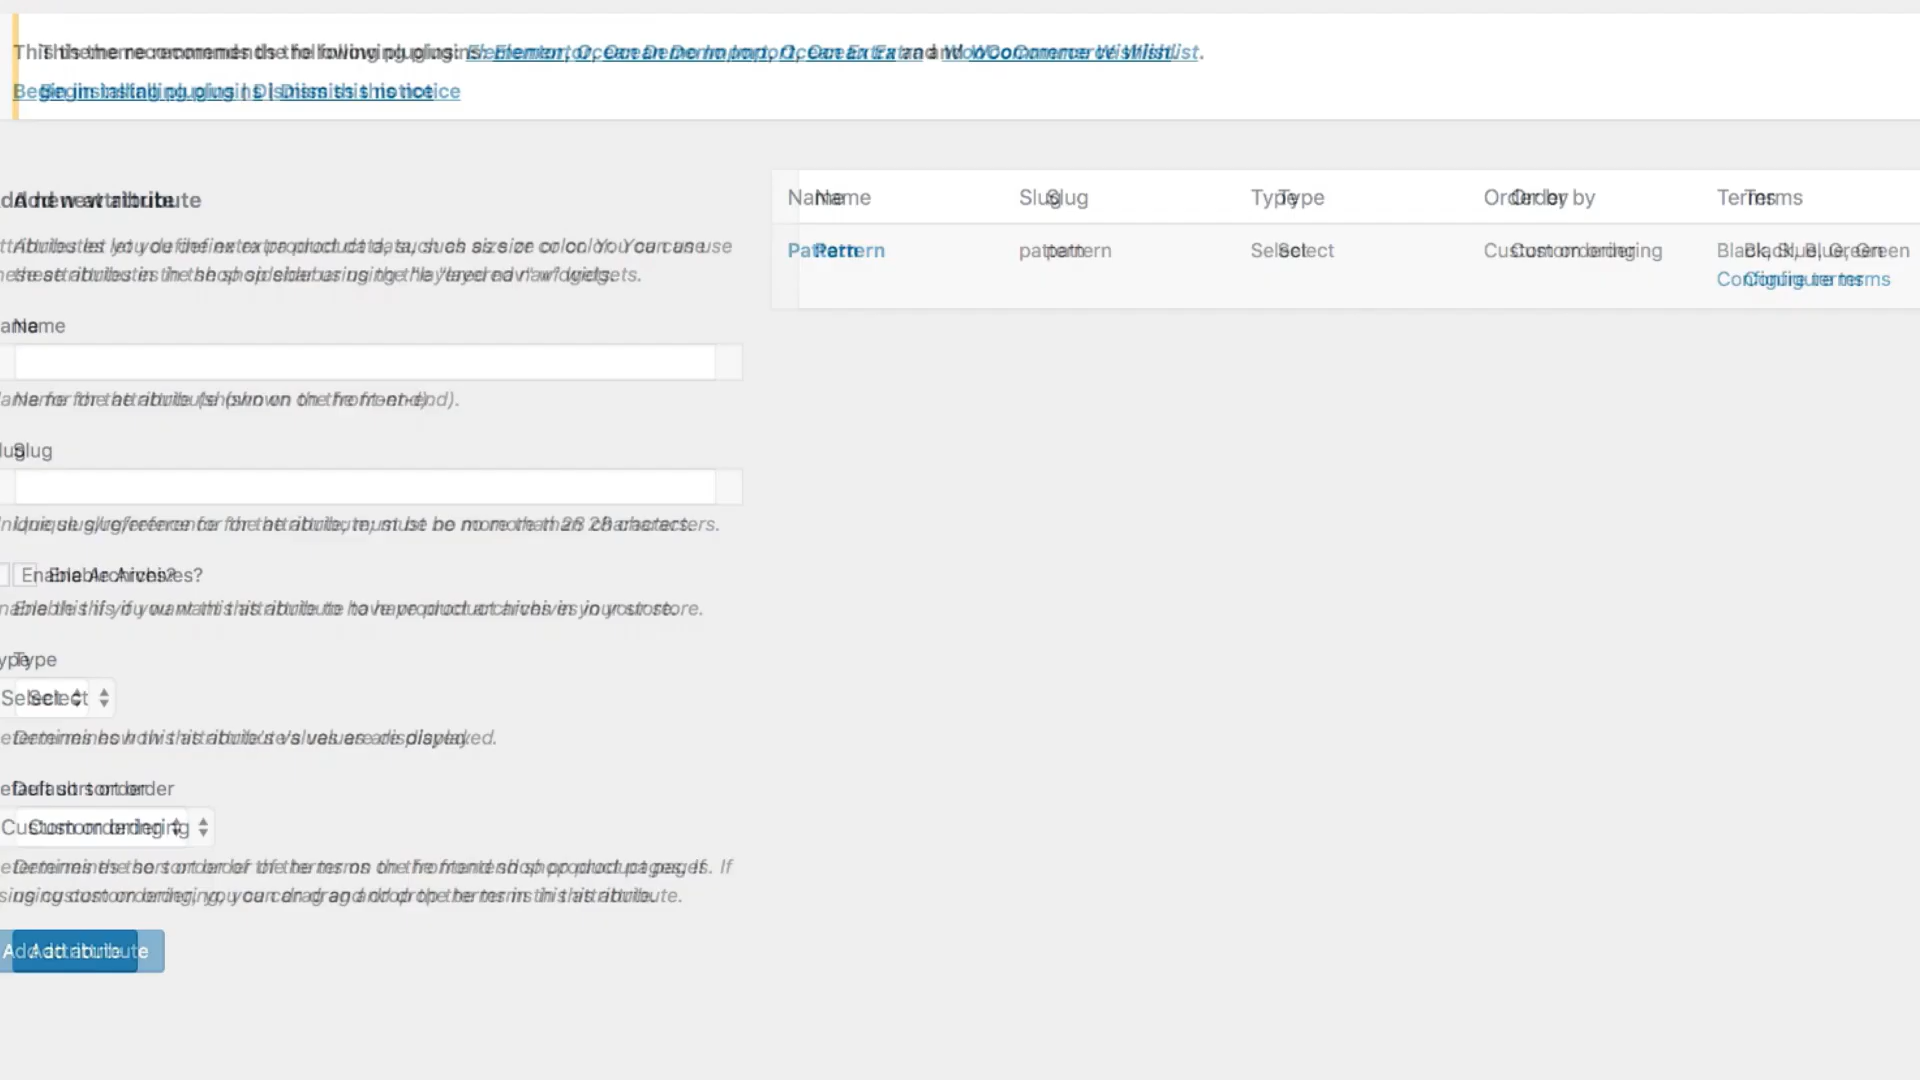 This theme recommends the following plugins: Elementor, Ocean Demo Import, Ocean Extra and WooCommerce Wishlist.
Begin installing plugins | Dismiss this notice
Add new attribute
Attributes let you define extra product data, such as size or color. You can use
these attributes in the shop sidebar using the "layered nav" widgets.
Name
Name for the attribute (shown on the front-end).
Slug
Unique slug/reference for the attribute; must be no more than 28 characters.
Enable Archives?
Enable this if you want this attribute to have product archives in your store.
Type
Select
Determines how this attribute's values are displayed.
Default sort order
Custom ordering
Determines the sort order of the terms on the frontend shop product pages. If
using custom ordering, you can drag and drop the terms in this attribute.
Add attribute
Name Slug Type Order by Terms
Pattern pattern Select Custom ordering Black, Blue, Green
Configure terms